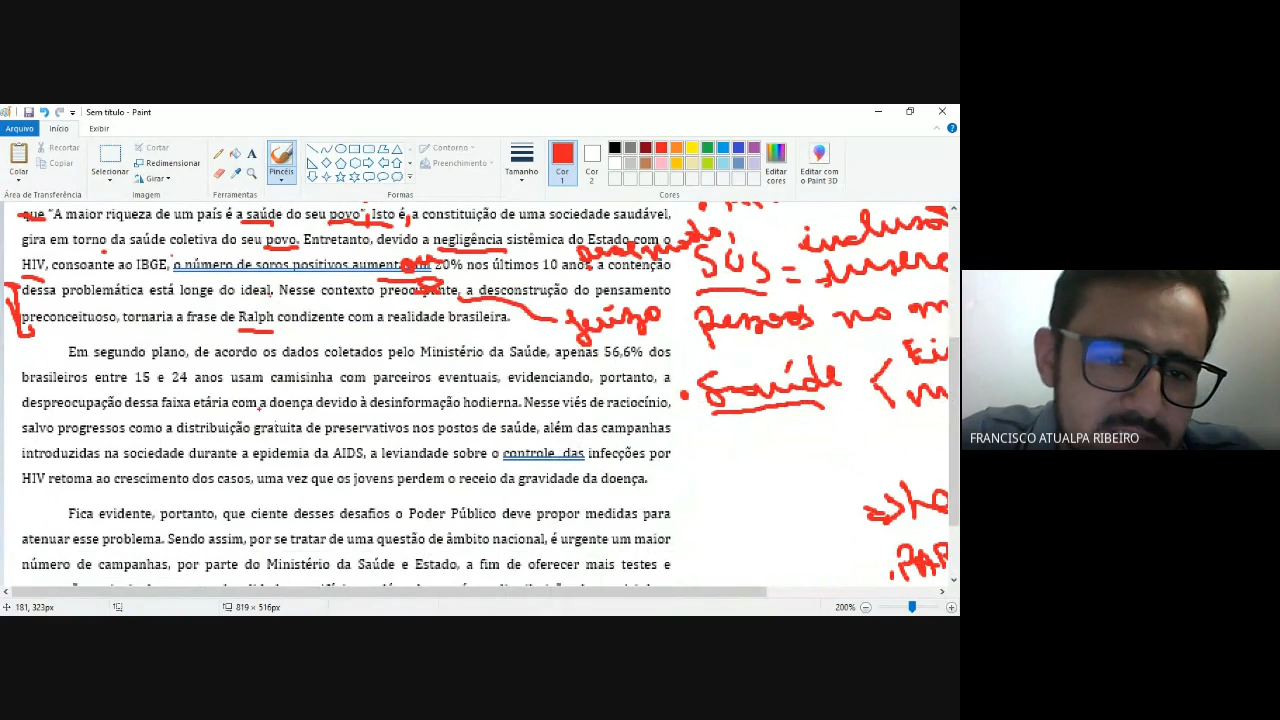 Sem título - Paint
Arquivo Início Exibir
Colar
Recortar
Copiar
Selecionar
Cortar
Redimensionar
Girar
Pincéis
Contorno
Preenchimento
Tamanho
Cor 1
Cor 2
Editar cores
Editar com o Paint 3D
Área de Transferência Imagem Ferramentas Formas Cores
que "A maior riqueza de um país é a saúde do seu povo", Isto é, a constituição de uma sociedade saudável,
gira em torno da saúde coletiva do seu povo. Entretanto, devido a negligência sistêmica do Estado com o
HIV, consoante ao IBGE, o número de soros positivos aumento 20% nos últimos 10 anos, a contenção
dessa problemática está longe do ideal. Nesse contexto preocupante, a desconstrução do pensamento
preconceituoso, tornaria a frase de Ralph condizente com a realidade brasileira.
Em segundo plano, de acordo os dados coletados pelo Ministério da Saúde, apenas 56,6% dos
brasileiros entre 15 e 24 anos usam camisinha com parceiros eventuais, evidenciando, portanto, a
despreocupação dessa faixa etária com a doença devido à desinformação hodierna. Nesse viés de raciocínio,
salvo progressos como a distribuição gratuita de preservativos nos postos de saúde, além das campanhas
introduzidas na sociedade durante a epidemia da AIDS, a leviandade sobre o controle das infecções por
HIV retoma ao crescimento dos casos, uma vez que os jovens perdem o receio da gravidade da doença.
Fica evidente, portanto, que ciente desses desafios o Poder Público deve propor medidas para
atenuar esse problema. Sendo assim, por se tratar de uma questão de âmbito nacional, é urgente um maior
número de campanhas, por parte do Ministério da Saúde e Estado, a fim de oferecer mais testes e
inclusã
SUS =
pessoas no m
181, 323px
819 × 516px
200%
FRANCISCO ATUALPA RIBEIRO